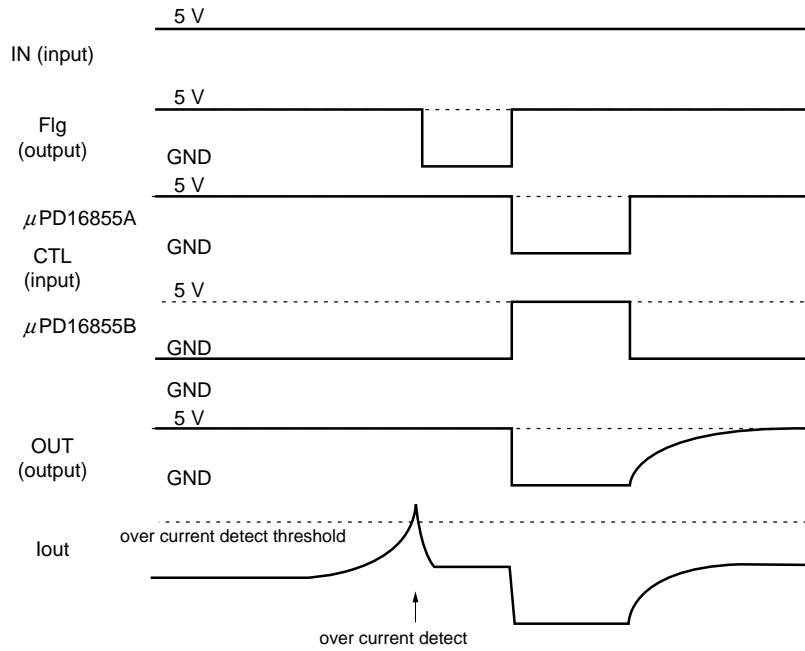 5 V
IN (input)
5 V
Flg
(output)
GND
5 V
μPD16855A
GND
CTL
(input)
5 V
μPD16855B
GND
GND
5 V
OUT
(output)
GND
over current detect threshold
Iout
over current detect